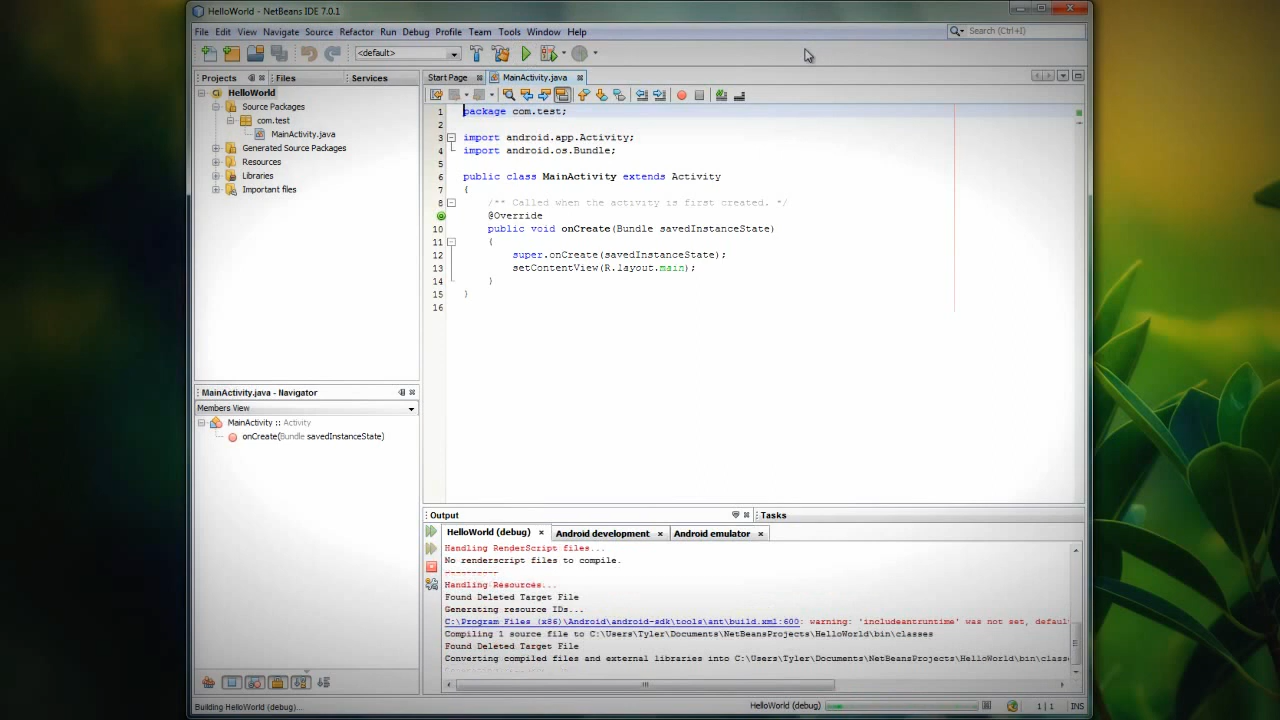 HelloWorld - NetBeans IDE 7.0.1
File Edit View Navigate Source Refactor Run Debug Profile Team Tools Window Help
Search (Ctrl+I)
<default>
Projects Files Services
HelloWorld
Source Packages
com.test
MainActivity.java
Generated Source Packages
Resources
Libraries
Important files
MainActivity.java - Navigator
Members View
MainActivity :: Activity
onCreate(Bundle savedInstanceState)
Start Page MainActivity.java
1 package com.test;
2
3 import android.app.Activity;
4 import android.os.Bundle;
5
6 public class MainActivity extends Activity
7 {
8 /** Called when the activity is first created. */
@Override
10 public void onCreate(Bundle savedInstanceState)
11 {
12 super.onCreate(savedInstanceState);
13 setContentView(R.layout.main);
14 }
15 }
16
Output Tasks
HelloWorld (debug) Android development Android emulator
Handling RenderScript files...
No renderscript files to compile.
----------
Handling Resources...
Found Deleted Target File
Generating resource IDs...
C:\Program Files (x86)\Android\android-sdk\tools\ant\build.xml:600: warning: 'includeantruntime' was not set, defaul
Compiling 1 source file to C:\Users\Tyler\Documents\NetBeansProjects\HelloWorld\bin\classes
Found Deleted Target File
Converting compiled files and external libraries into C:\Users\Tyler\Documents\NetBeansProjects\HelloWorld\bin\classe
Building HelloWorld (debug)...
HelloWorld (debug)
1 | 1 INS